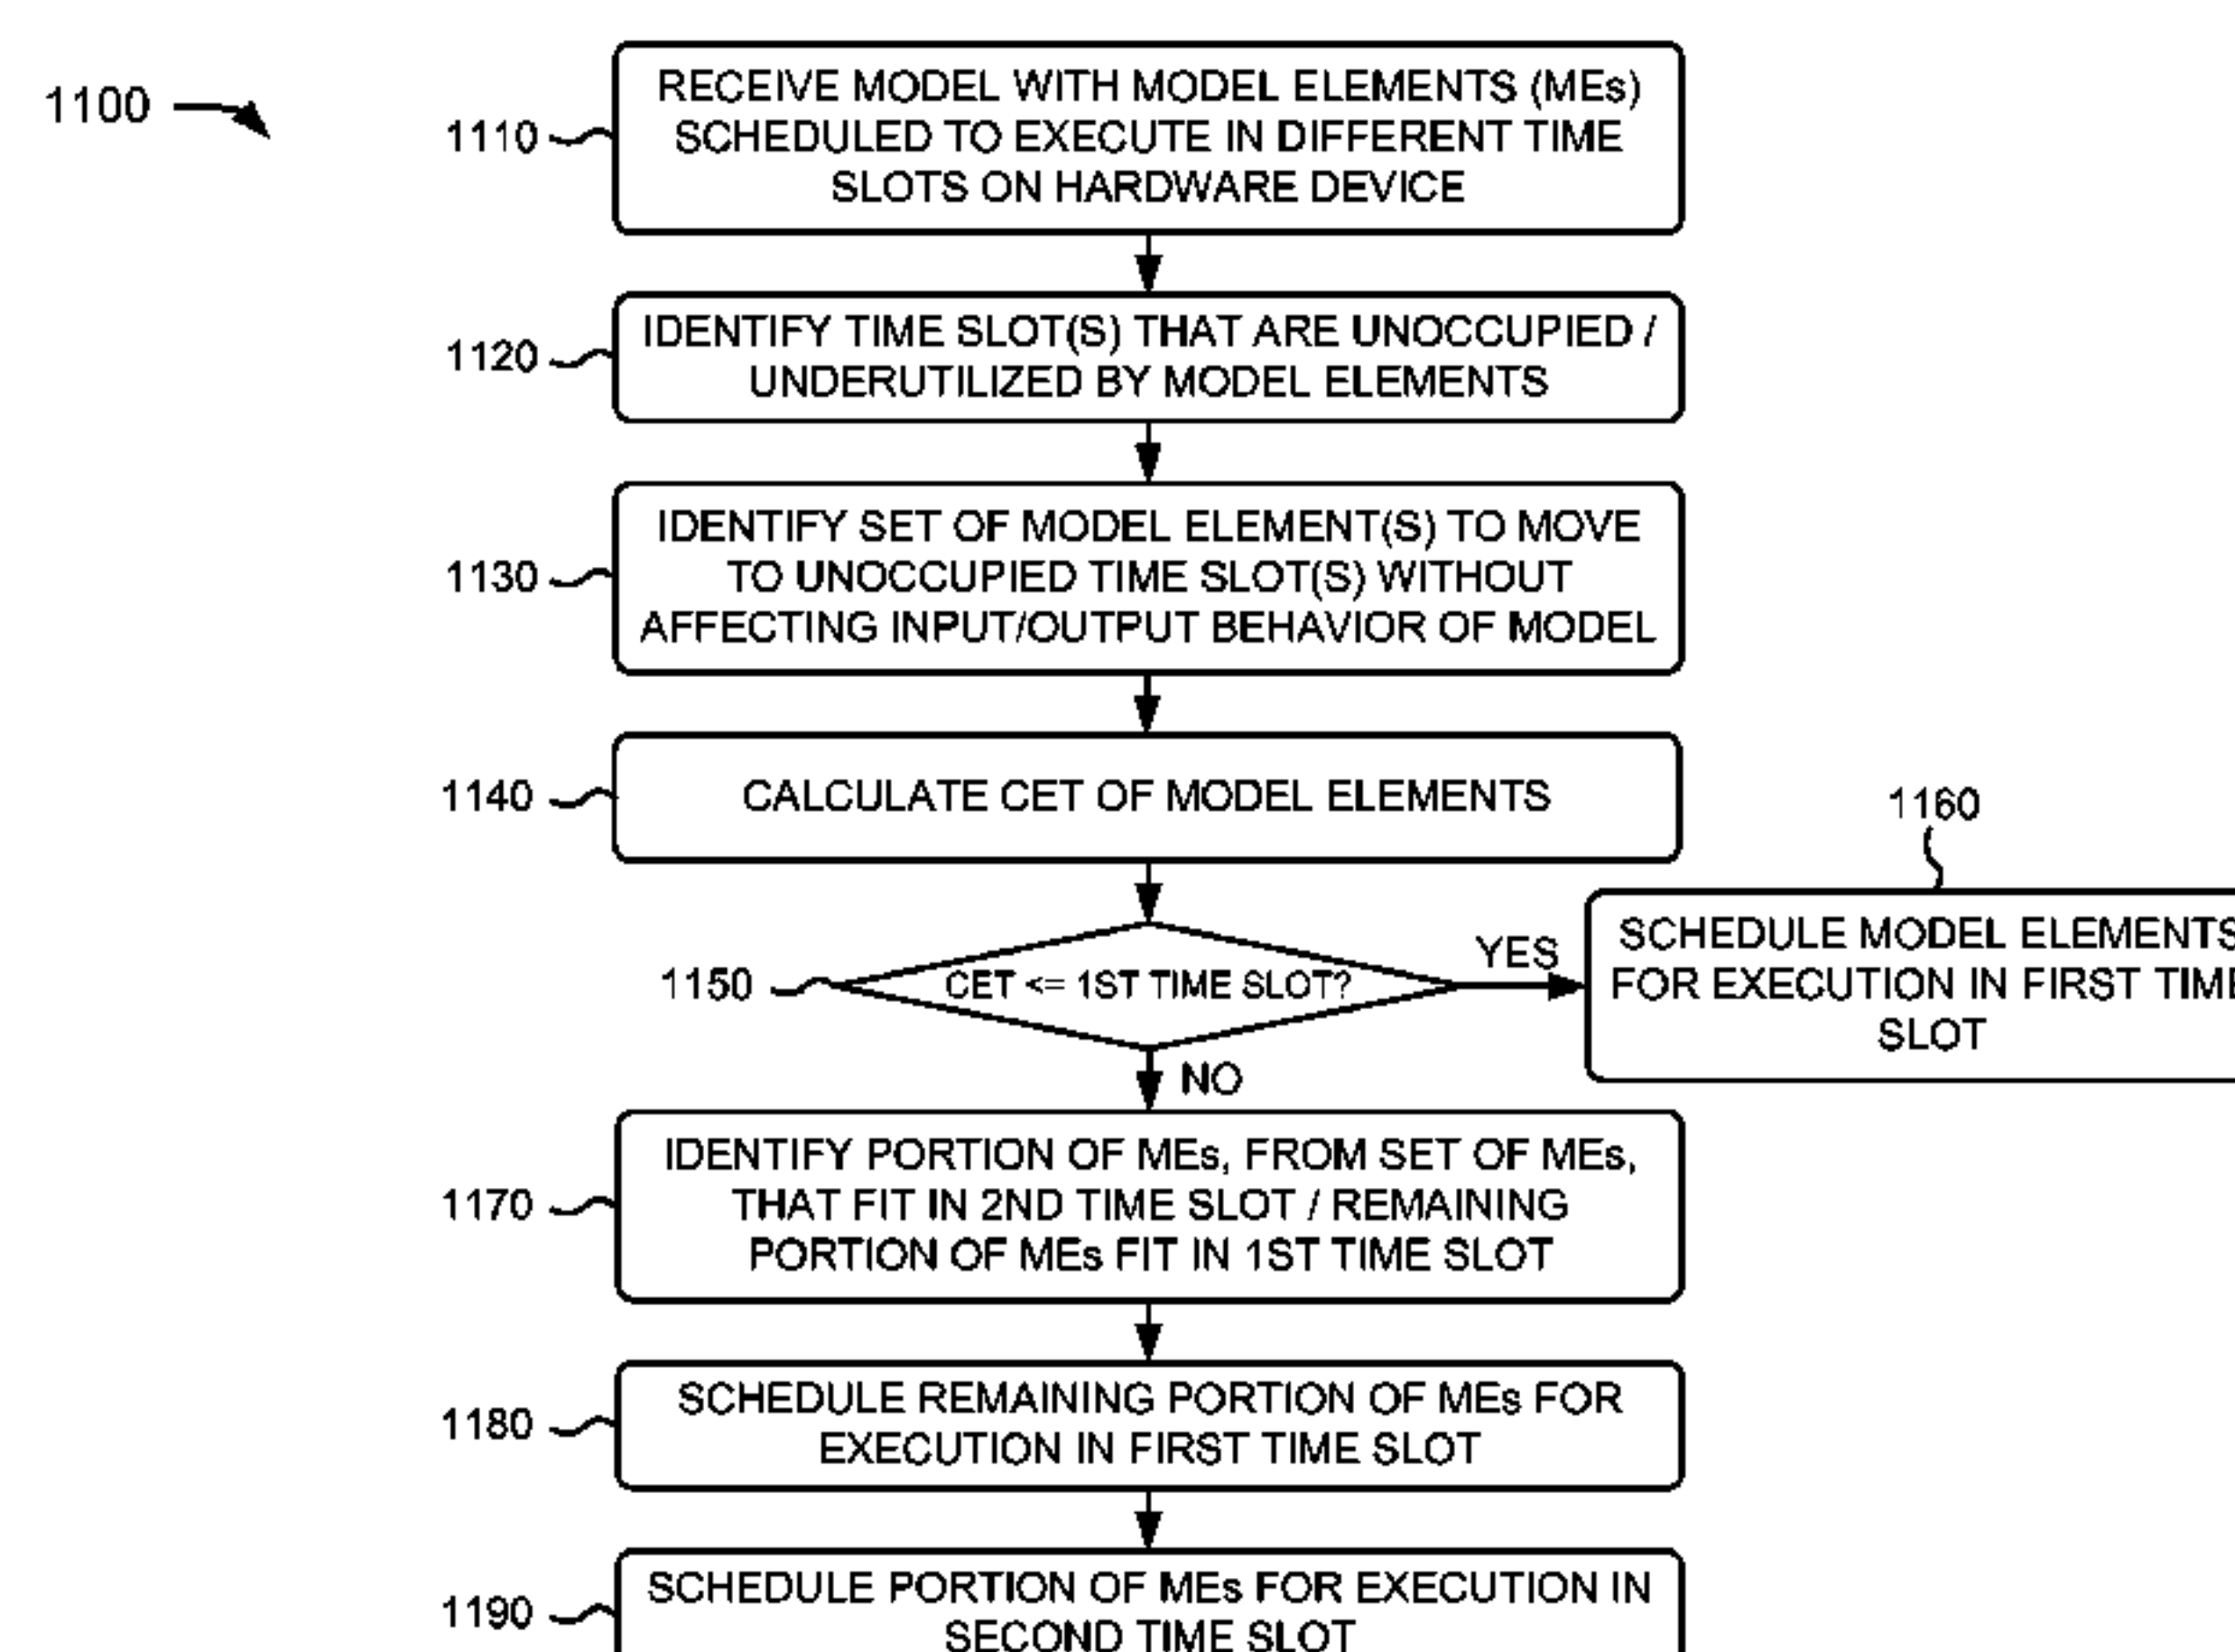 1100
RECEIVE MODEL WITH MODEL ELEMENTS (MEs)
1110
SCHEDULED TO EXECUTE IN DIFFERENT TIME
SLOTS ON HARDWARE DEVICE
IDENTIFY TIME SLOT(S) THAT ARE UNOCCUPIED /
1120
UNDERUTILIZED BY MODEL ELEMENTS
IDENTIFY SET OF MODEL ELEMENT(S) TO MOVE
1130
TO UNOCCUPIED TIME SLOT(S) WITHOUT
AFFECTING INPUT/OUTPUT BEHAVIOR OF MODEL
1140
CALCULATE CET OF MODEL ELEMENTS
1150
CET <= 1ST TIME SLOT?
YES
1160
SCHEDULE MODEL ELEMENTS
FOR EXECUTION IN FIRST TIME
SLOT
NO
IDENTIFY PORTION OF MEs, FROM SET OF MEs,
1170
THAT FIT IN 2ND TIME SLOT / REMAINING
PORTION OF MEs FIT IN 1ST TIME SLOT
1180
SCHEDULE REMAINING PORTION OF MEs FOR
EXECUTION IN FIRST TIME SLOT
1190
SCHEDULE PORTION OF MEs FOR EXECUTION IN
SECOND TIME SLOT